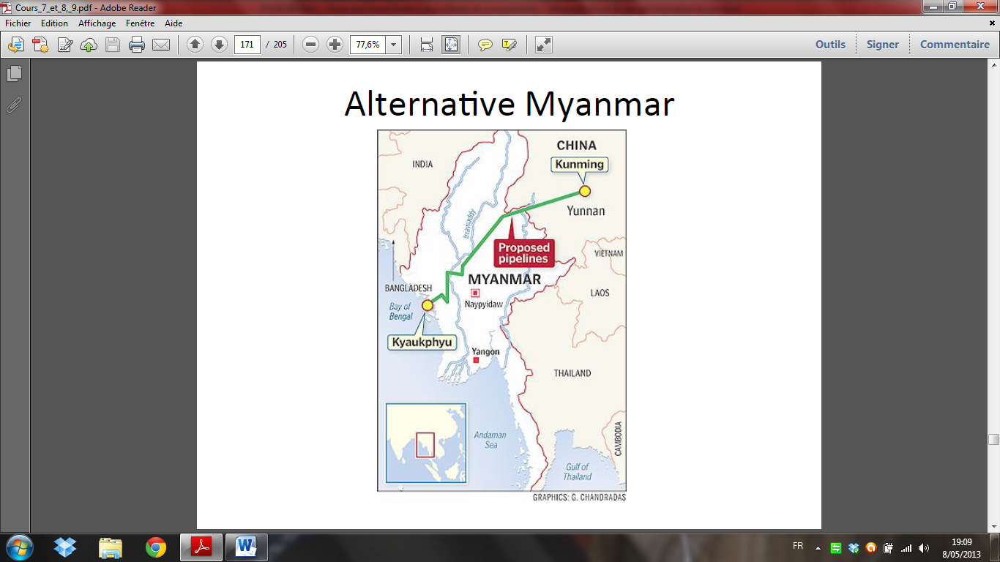 Cours_7_et_8_9.pdf - Adobe Reader
Fichier Edition Affichage Fenêtre Aide
171 / 205 77,6% Outils Signer Commentaire
Alternative Myanmar
CHINA
Kunming
INDIA
Yunnan
Irrawaddy
Proposed
pipelines
VIETNAM
MYANMAR
BANGLADESH
LAOS
Naypyidaw
Bay of
Bengal
Kyaukphyu
Yangon
THAILAND
CAMBODIA
Andaman
Sea
Gulf of
Thailand
GRAPHICS: G. CHANDRADAS
FR
19:09
8/05/2013